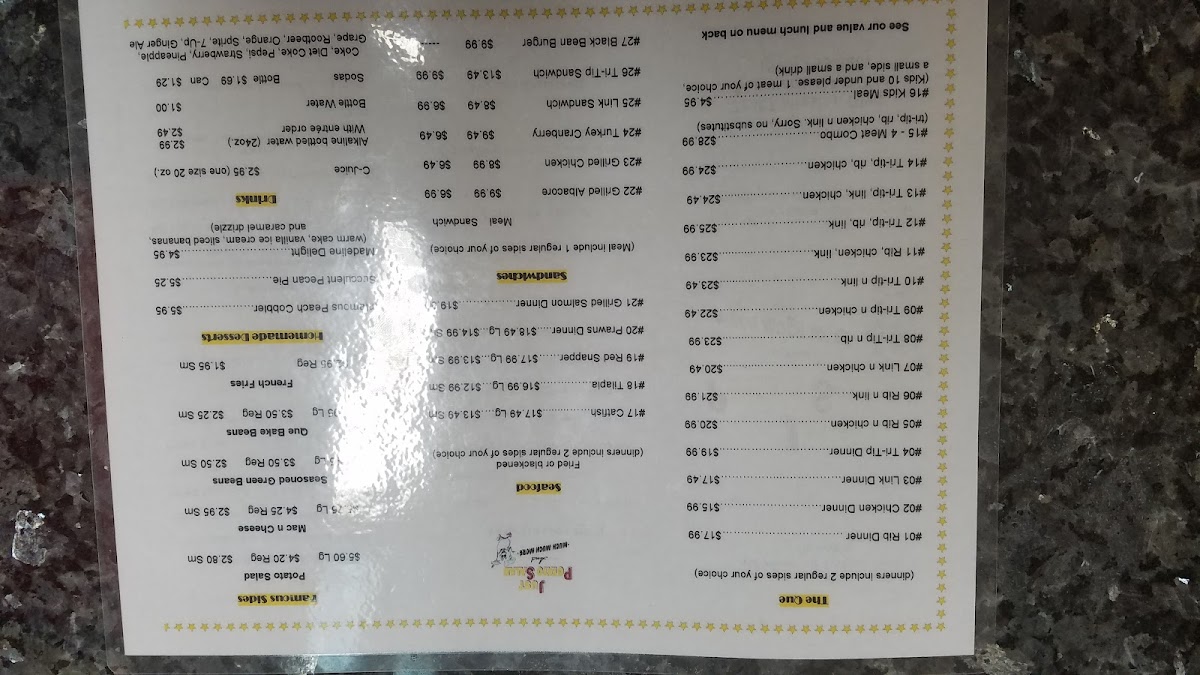 The Que
(dinners include 2 regular sides of your choice)
#01 Rib Dinner.....................$17.99
#02 Chicken Dinner.....................$15.99
#03 Link Dinner.....................$17.49
#04 Tri-Tip Dinner.....................$19.99
#05 Rib n chicken.....................$20.99
#06 Rib n link.....................$21.99
#07 Link n chicken.....................$20.49
#08 Tri-Tip n rib.....................$23.99
#09 Tri-tip n chicken.....................$22.49
#10 Tri-tip n link.....................$23.49
#11 Rib, chicken, link.....................$23.99
#12 Tri-tip, rib, link.....................$25.99
#13 Tri-tip, link, chicken.....................$24.49
#14 Tri-tip, rib, chicken.....................$24.99
#15 - 4 Meat Combo.....................$28.99
(tri-tip, rib, chicken n link. Sorry, no substitutes)
#16 Kids Meal.....................$4.95
(Kids 10 and under please. 1 meat of your choice,
a small side, and a small drink)
See our value and lunch menu on back
Just
Potato Salad
And
-MUCH MUCH MORE-
Seafood
Fried or blackened
(dinners include 2 regular sides of your choice)
#17 Catfish.............$17.49 Lg....$13.49 Sm
#18 Tilapia..............$16.99 Lg...$12.99 Sm
#19 Red Snapper.......$17.99 Lg...$13.99
#20 Prawns Dinner.....$18.49 Lg...$14.99
#21 Grilled Salmon Dinner................$19
Sandwiches
(Meal include 1 regular sides of your choice)
Meal Sandwich
#22 Grilled Albacore $9.99 $6.99
#23 Grilled Chicken $8.99 $6.49
#24 Turkey Cranberry $9.49 $6.49
#25 Link Sandwich $8.49 $6.99
#26 Tri-Tip Sandwich $13.49 $9.99
#27 Black Bean Burger $9.99 -----
Famous Sides
Potato Salad
$5.60 Lg $4.20 Reg $2.80 Sm
Mac n Cheese
Lg $4.25 Reg $2.95 Sm
Seasoned Green Beans
Lg $3.50 Reg $2.50 Sm
Que Bake Beans
Lg $3.50 Reg $2.25 Sm
French Fries
Reg $1.95 Sm
Homemade Desserts
Famous Peach Cobbler....................$5.95
Succulent Pecan Pie.....................$5.25
Madeline Delight.....................$4.95
(warm cake, vanilla ice cream, sliced bananas,
and caramel drizzle)
Drinks
C-Juice $2.95 (one size 20 oz.)
Alkaline bottled water (24oz.) $2.99
With entrée order $2.49
Bottle Water $1.00
Sodas Bottle $1.69 Can $1.29
Coke, Diet Coke, Pepsi, Strawberry, Pineapple,
Grape, Rootbeer, Orange, Sprite, 7-Up, Ginger Ale